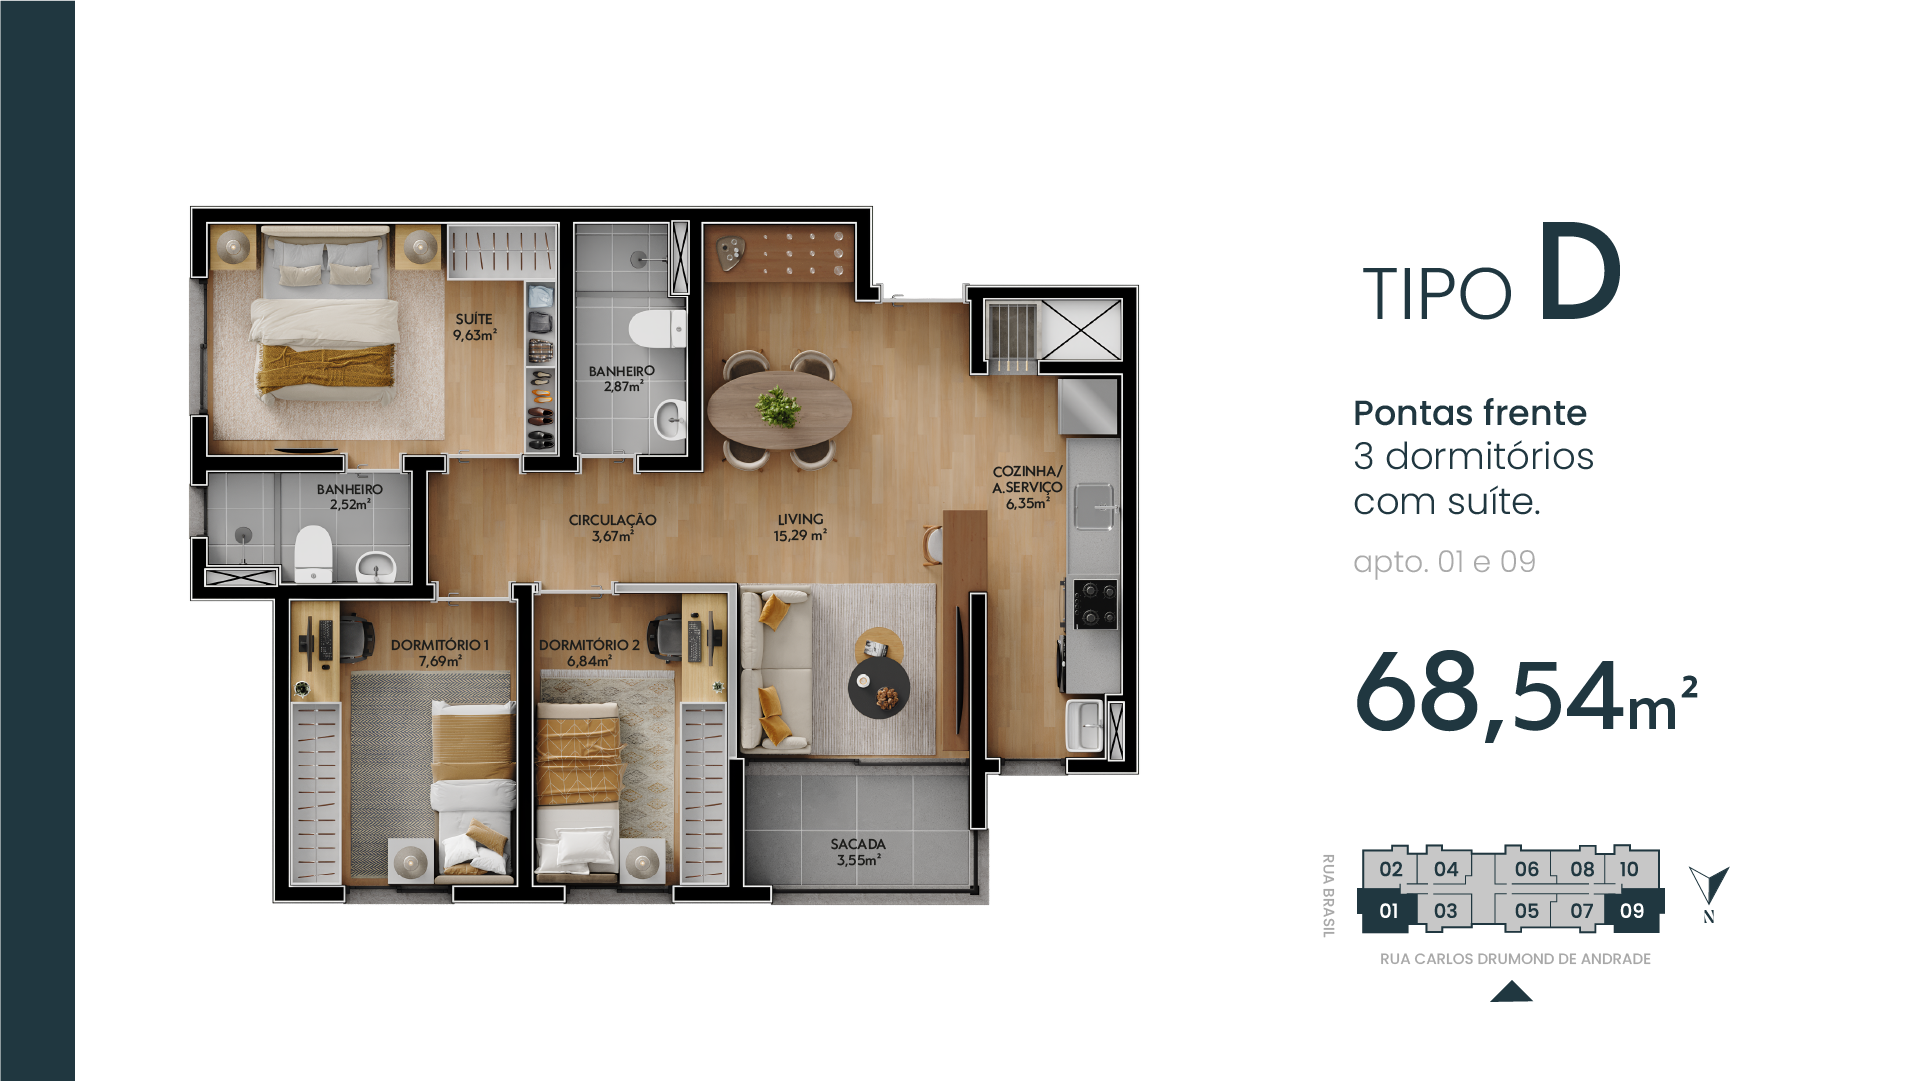 SUÍTE
9,63m²
BANHEIRO
2,87m²
BANHEIRO
2,52m²
CIRCULAÇÃO
3,67m²
LIVING
15,29 m²
COZINHA/
A.SERVIÇO
6,35m²
DORMITÓRIO 1
7,69m²
DORMITÓRIO 2
6,84m²
SACADA
3,55m²
TIPO D
Pontas frente
3 dormitórios
com suíte.
apto. 01 e 09
68,54m²
RUA BRASIL
02 04 06 08 10
01 03 05 07 09
N
RUA CARLOS DRUMOND DE ANDRADE